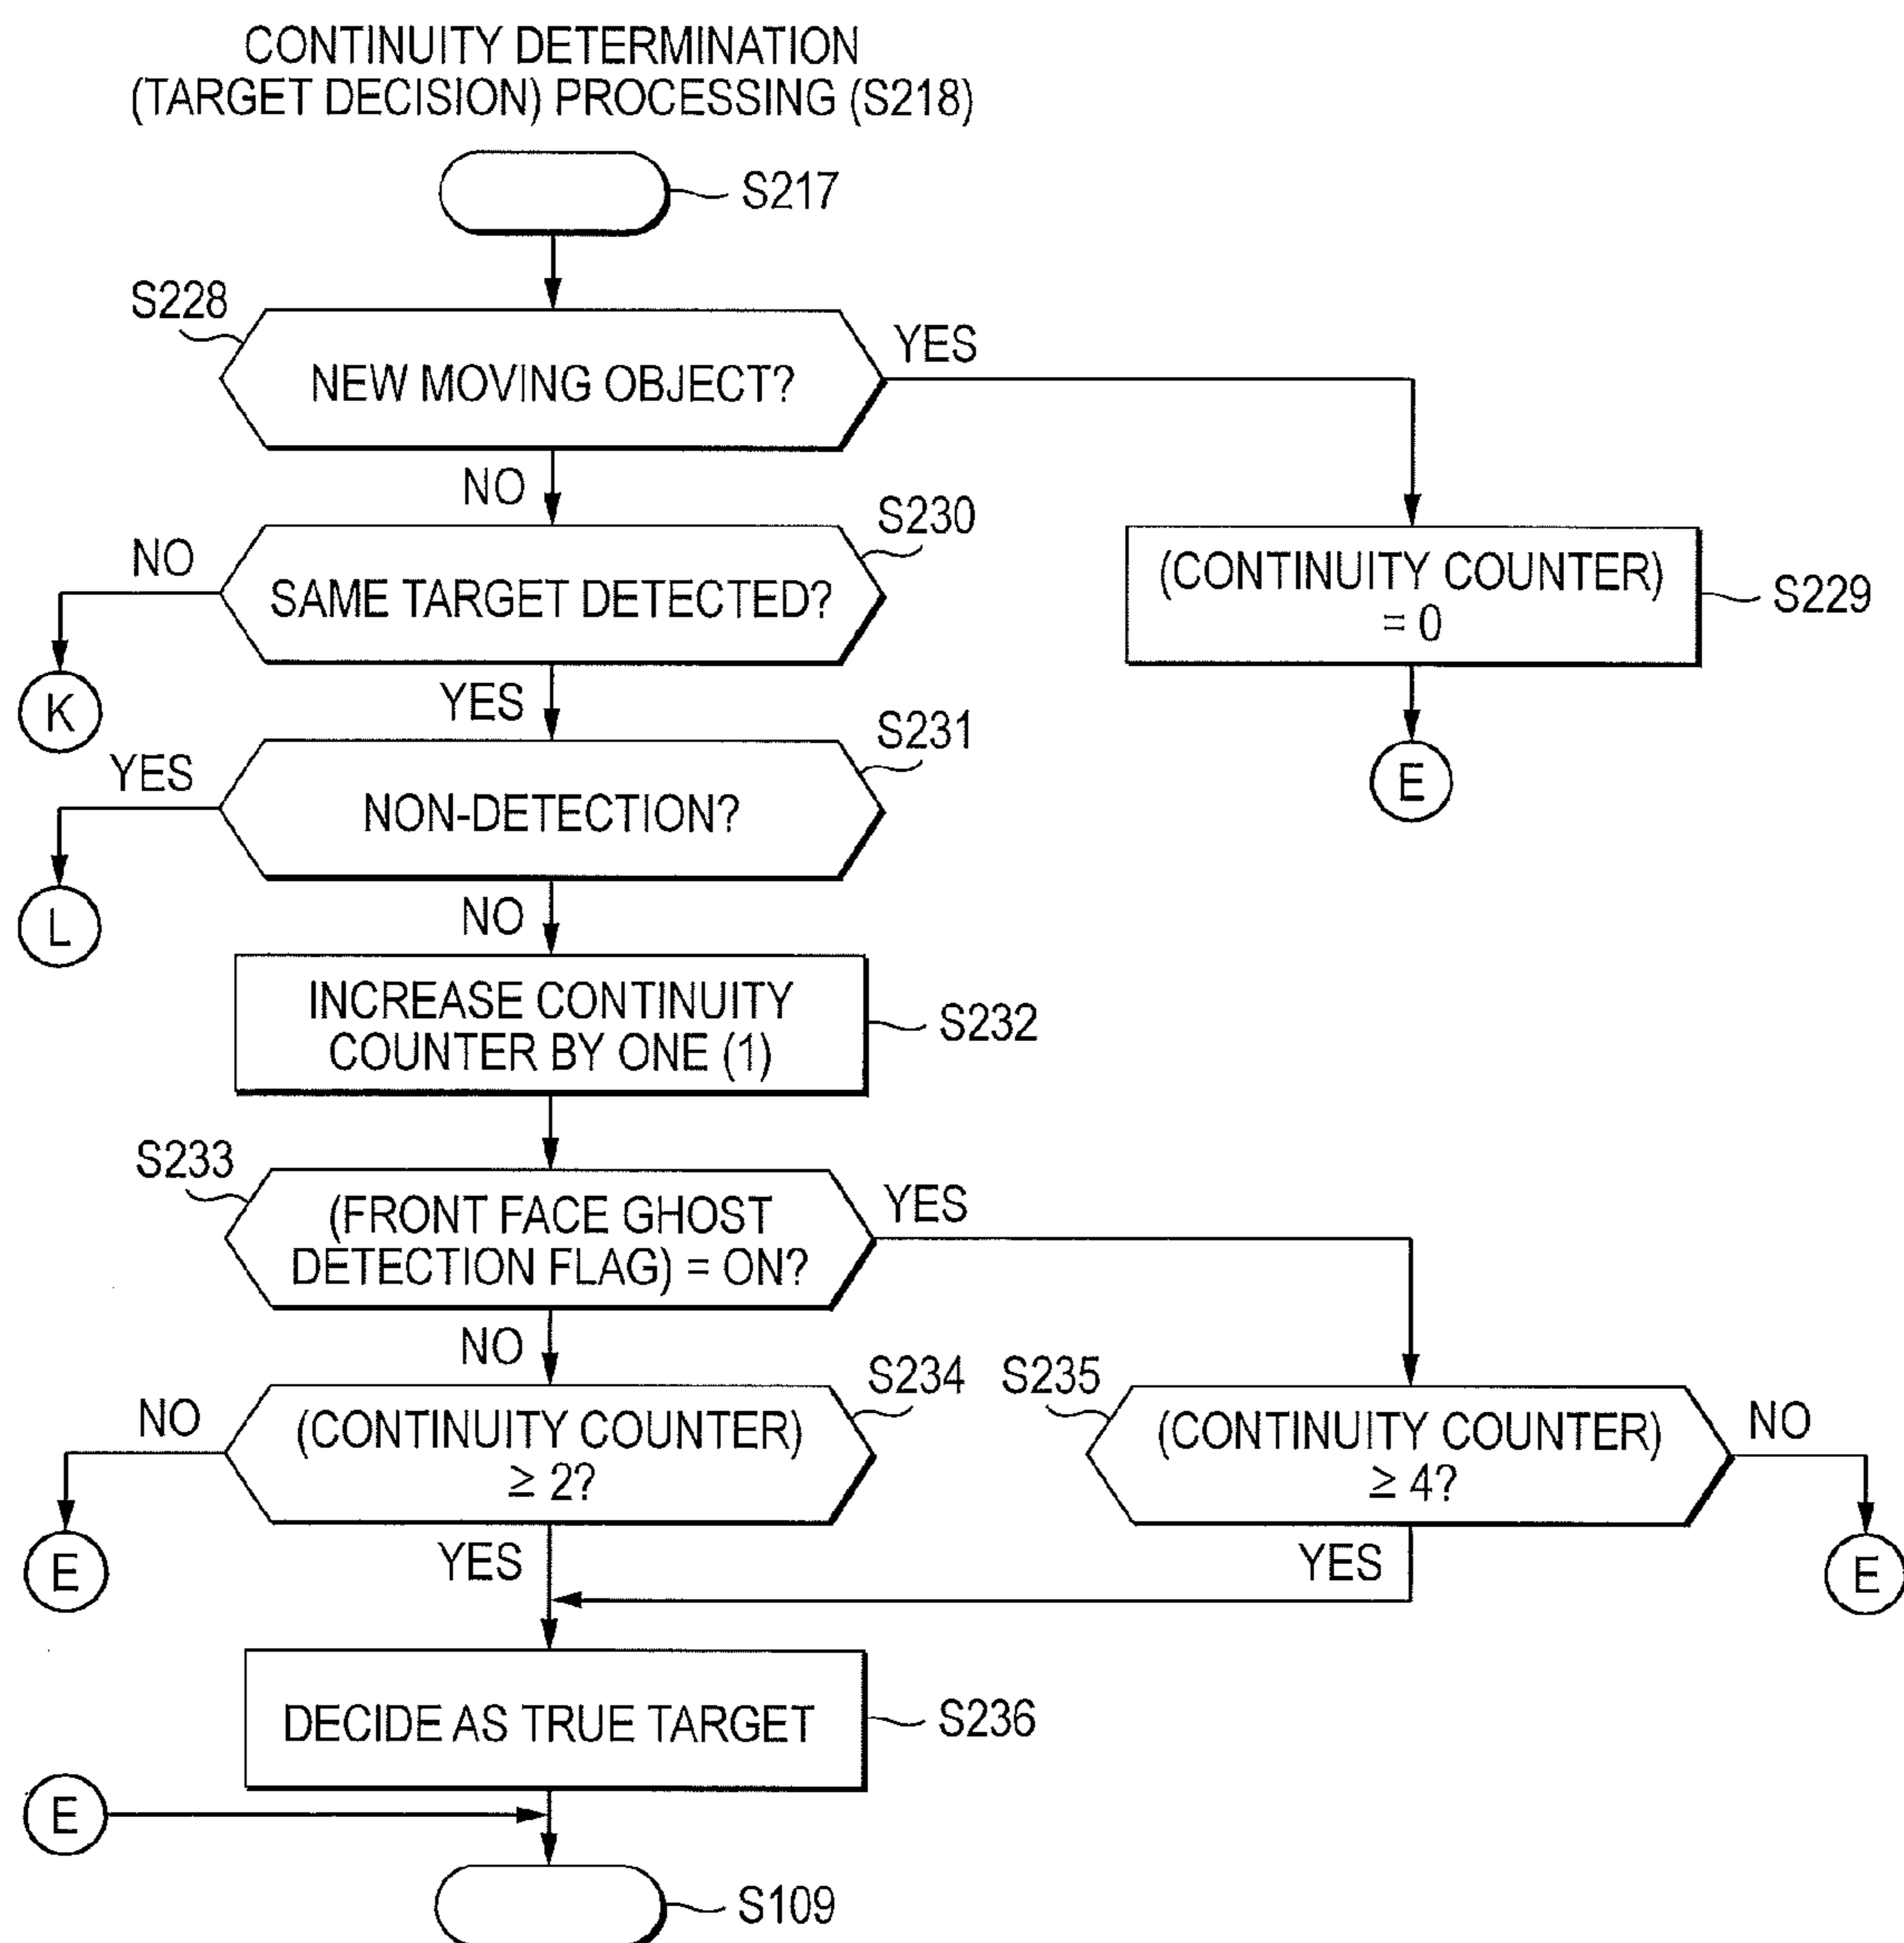 CONTINUITY DETERMINATION
(TARGET DECISION) PROCESSING (S218)
S217
S228
NEW MOVING OBJECT?
YES
NO
S230
SAME TARGET DETECTED?
NO
K
YES
(CONTINUITY COUNTER)
= 0
S229
E
S231
NON-DETECTION?
YES
L
NO
INCREASE CONTINUITY
COUNTER BY ONE (1)
S232
S233
(FRONT FACE GHOST
DETECTION FLAG) = ON?
YES
NO
S234
(CONTINUITY COUNTER)
≥ 2?
NO
E
YES
S235
(CONTINUITY COUNTER)
≥ 4?
NO
E
YES
DECIDE AS TRUE TARGET
S236
E
S109